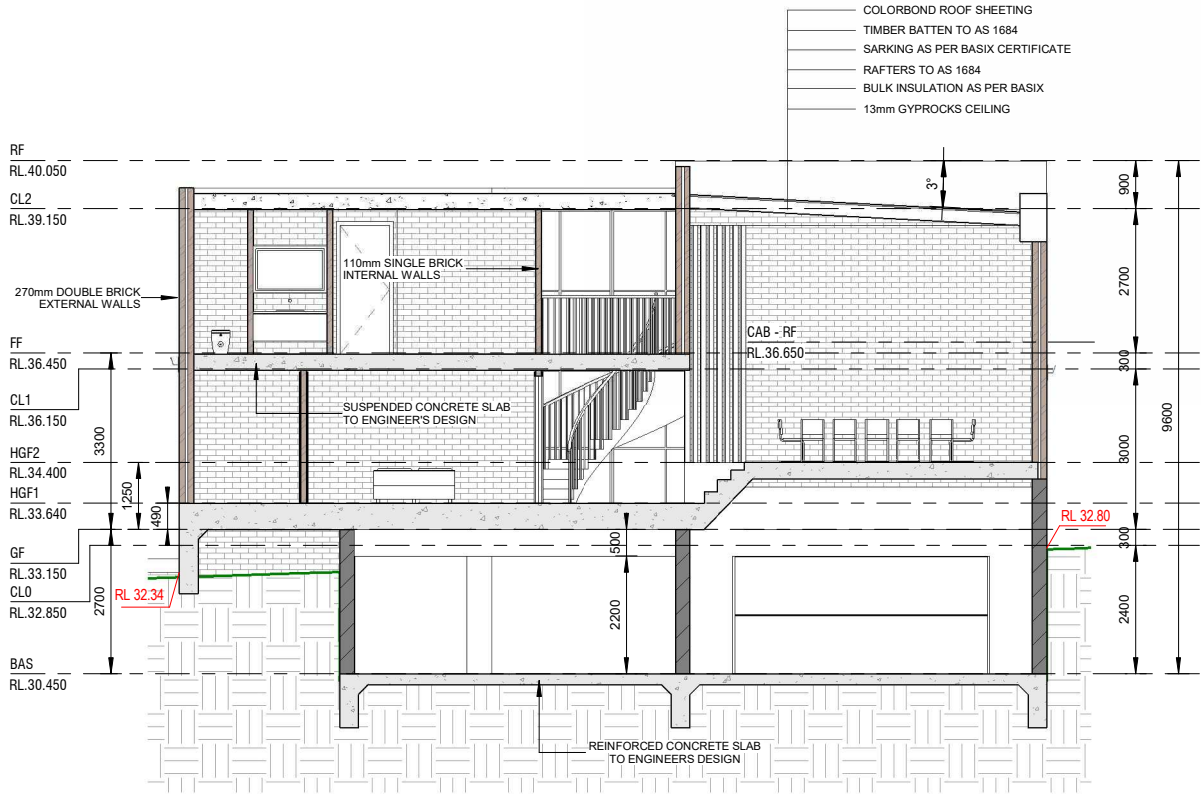 COLORBOND ROOF SHEETING
TIMBER BATTEN TO AS 1684
SARKING AS PER BASIX CERTIFICATE
RAFTERS TO AS 1684
BULK INSULATION AS PER BASIX
13mm GYPROCKS CEILING
RF
RL.40.050
CL2
RL.39.150
3°
900
110mm SINGLE BRICK
INTERNAL WALLS
270mm DOUBLE BRICK
EXTERNAL WALLS
2700
CAB - RF
RL.36.650
FF
RL.36.450
300
CL1
RL.36.150
SUSPENDED CONCRETE SLAB
TO ENGINEER'S DESIGN
3300
9600
HGF2
RL.34.400
3000
1250
HGF1
RL.33.640
490
RL 32.80
500
300
GF
RL.33.150
CL0
RL.32.850
RL 32.34
2700
2200
2400
BAS
RL.30.450
REINFORCED CONCRETE SLAB
TO ENGINEERS DESIGN